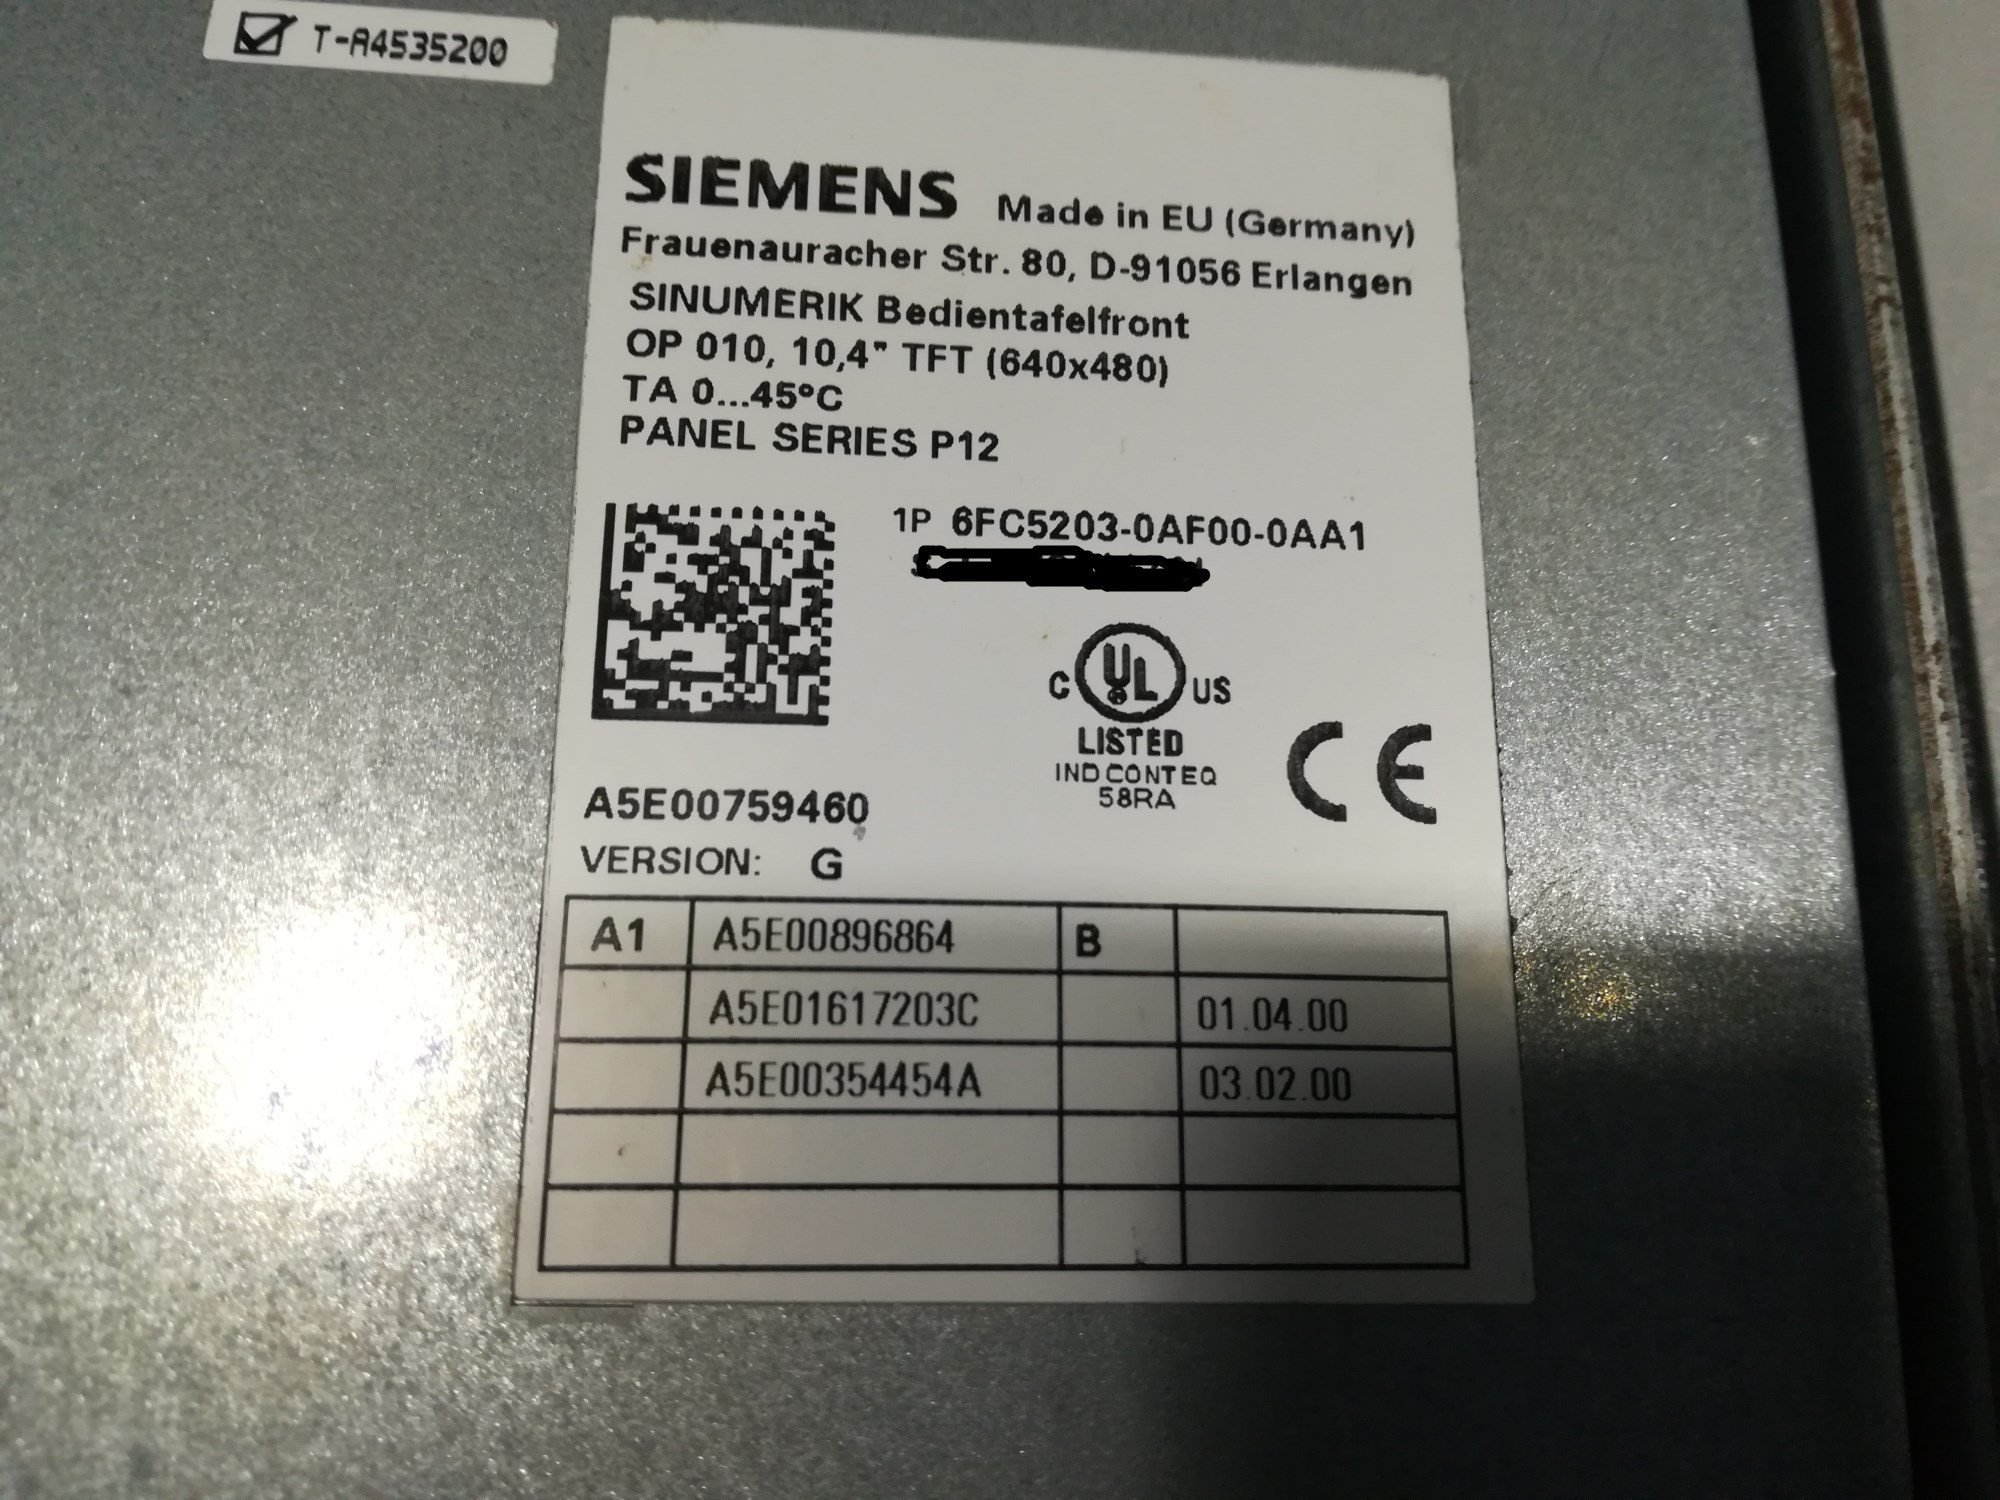 T-A4535200
SIEMENS Made in EU (Germany)
Frauenauracher Str. 80, D-91056 Erlangen
SINUMERIK Bedientafelfront
OP 010, 10,4" TFT (640x480)
TA 0...45°C
PANEL SERIES P12
1P 6FC5203-0AF00-0AA1
C UL US
LISTED
IND CONT EQ
58RA
CE
A5E00759460
VERSION: G
A1 A5E00896864 B
A5E01617203C 01.04.00
A5E00354454A 03.02.00